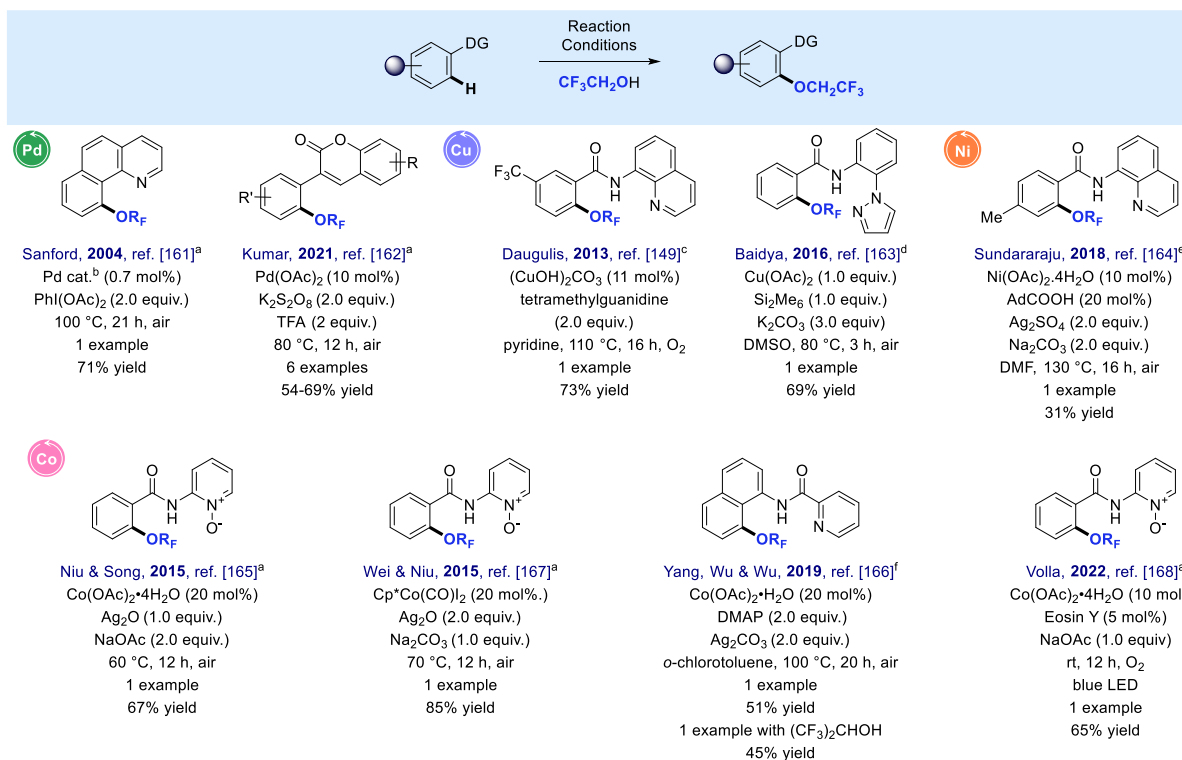 Reaction
Conditions
CF3CH2OH
DG
H
DG
OCH2CF3
Pd
N
ORF
Sanford, 2004, ref. [161]a
Pd cat.b (0.7 mol%)
PhI(OAc)2 (2.0 equiv.)
100 °C, 21 h, air
1 example
71% yield
O
O
R
R'
ORF
Kumar, 2021, ref. [162]a
Pd(OAc)2 (10 mol%)
K2S2O8 (2.0 equiv.)
TFA (2 equiv.)
80 °C, 12 h, air
6 examples
54-69% yield
Cu
F3C
O
N
H
N
ORF
Daugulis, 2013, ref. [149]c
(CuOH)2CO3 (11 mol%)
tetramethylguanidine
(2.0 equiv.)
pyridine, 110 °C, 16 h, O2
1 example
73% yield
O
N
H
N
N
ORF
Baidya, 2016, ref. [163]d
Cu(OAc)2 (1.0 equiv.)
Si2Me6 (1.0 equiv.)
K2CO3 (3.0 equiv)
DMSO, 80 °C, 3 h, air
1 example
69% yield
Ni
O
N
H
N
Me
ORF
Sundararaju, 2018, ref. [164]e
Ni(OAc)2.4H2O (10 mol%)
AdCOOH (20 mol%)
Ag2SO4 (2.0 equiv.)
Na2CO3 (2.0 equiv.)
DMF, 130 °C, 16 h, air
1 example
31% yield
Co
O
N
H
N+
O-
ORF
Niu & Song, 2015, ref. [165]a
Co(OAc)2•4H2O (20 mol%)
Ag2O (1.0 equiv.)
NaOAc (2.0 equiv.)
60 °C, 12 h, air
1 example
67% yield
O
N
H
N+
O-
ORF
Wei & Niu, 2015, ref. [167]a
Cp*Co(CO)I2 (20 mol%.)
Ag2O (2.0 equiv.)
Na2CO3 (1.0 equiv.)
70 °C, 12 h, air
1 example
85% yield
O
N
H
N
ORF
Yang, Wu & Wu, 2019, ref. [166]f
Co(OAc)2•H2O (20 mol%)
DMAP (2.0 equiv.)
Ag2CO3 (2.0 equiv.)
o-chlorotoluene, 100 °C, 20 h, air
1 example
51% yield
1 example with (CF3)2CHOH
45% yield
O
N
H
N+
O-
ORF
Volla, 2022, ref. [168]
Co(OAc)2•4H2O (10 mol
Eosin Y (5 mol%)
NaOAc (1.0 equiv)
rt, 12 h, O2
blue LED
1 example
65% yield